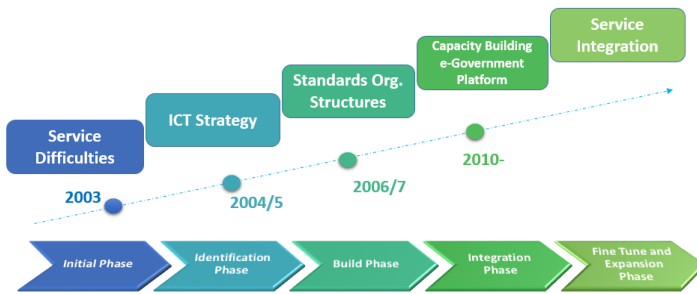 Service
Difficulties
ICT Strategy
Standards Org.
Structures
Capacity Building
e-Government
Platform
Service
Integration
2003
2004/5
2006/7
2010-
Initial Phase
Identification
Phase
Build Phase
Integration
Phase
Fine Tune and
Expansion
Phase